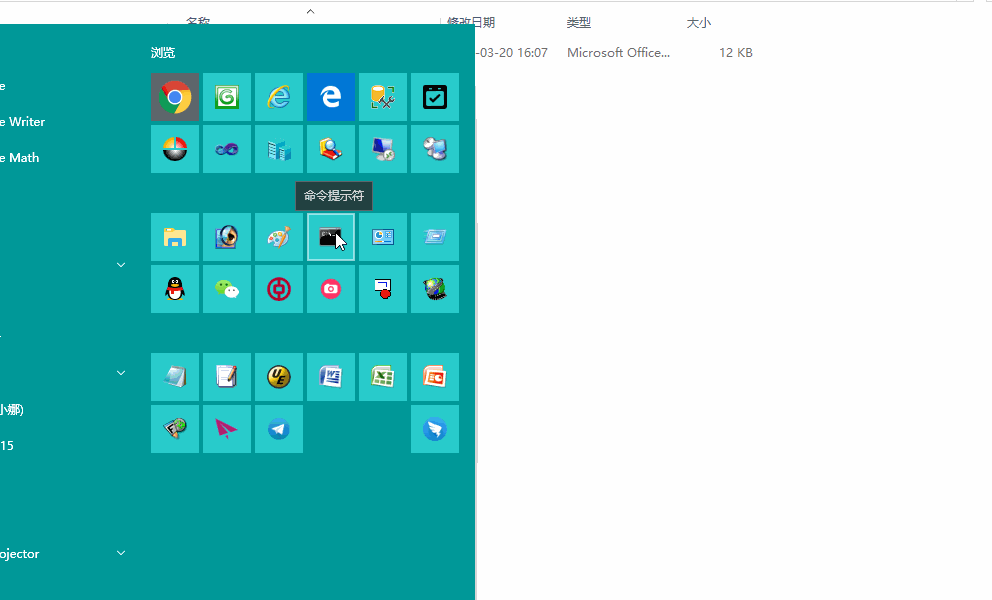 名称
修改日期
类型
大小
-03-20 16:07
Microsoft Office...
12 KB
浏览
e
e Writer
e Math
命令提示符
小娜)
15
ojector